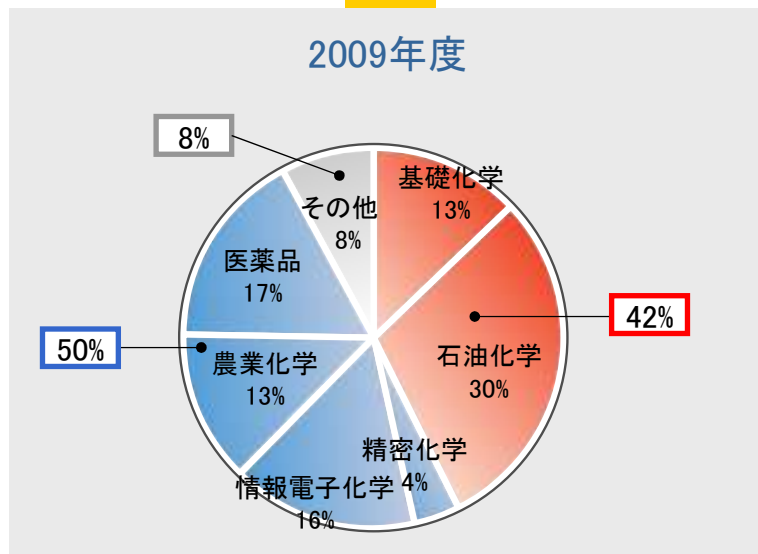 2009年度
8%
基礎化学
13%
その他
8%
医薬品
17%
42%
50%
石油化学
30%
農業化学
13%
精密化学
4%
情報電子化学
16%